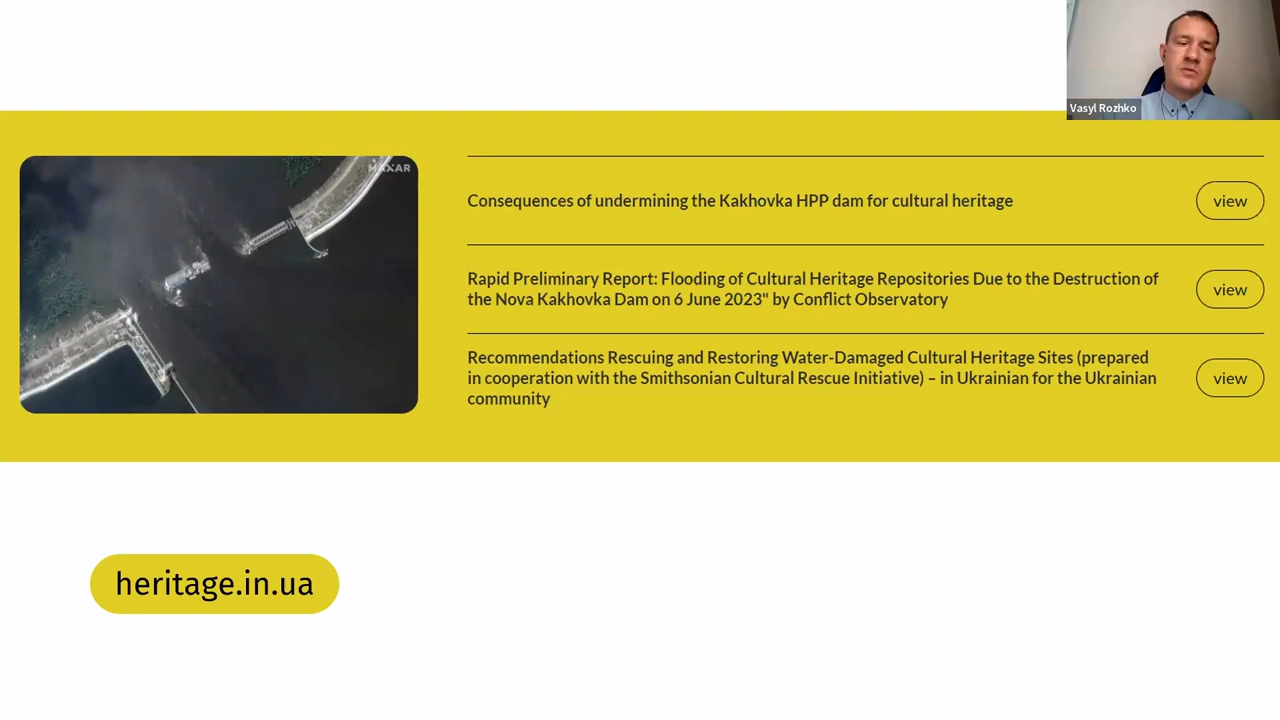 Vasyl Rozhko
MAXAR
Consequences of undermining the Kakhovka HPP dam for cultural heritage
view
Rapid Preliminary Report: Flooding of Cultural Heritage Repositories Due to the Destruction of
the Nova Kakhovka Dam on 6 June 2023" by Conflict Observatory
view
Recommendations Rescuing and Restoring Water-Damaged Cultural Heritage Sites (prepared
in cooperation with the Smithsonian Cultural Rescue Initiative) – in Ukrainian for the Ukrainian
community
view
heritage.in.ua